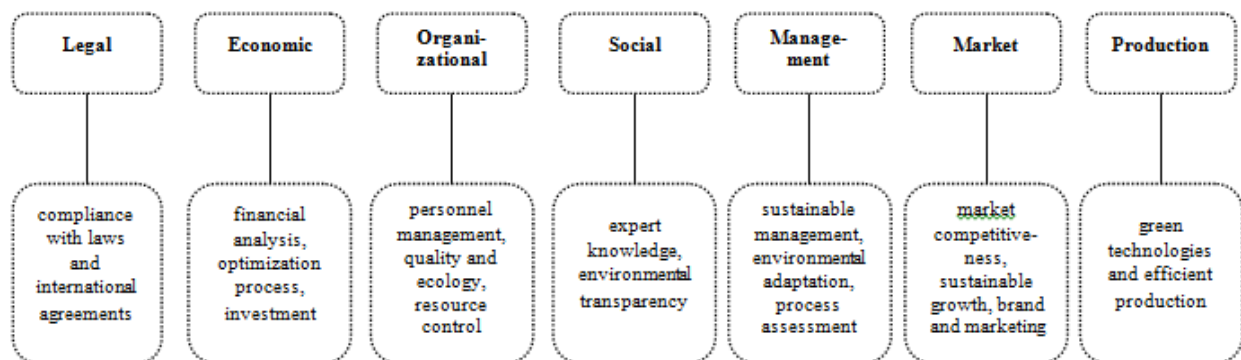 Legal
Economic
Organi-
zational
Social
Manage-
ment
Market
Production
compliance
with laws
and
international
agreements
financial
analysis,
optimization
process,
investment
personnel
management,
quality and
ecology,
resource
control
expert
knowledge,
environmental
transparency
sustainable
management,
environmental
adaptation,
process
assessment
market
competitive-
ness,
sustainable
growth, brand
and marketing
green
technologies
and efficient
production